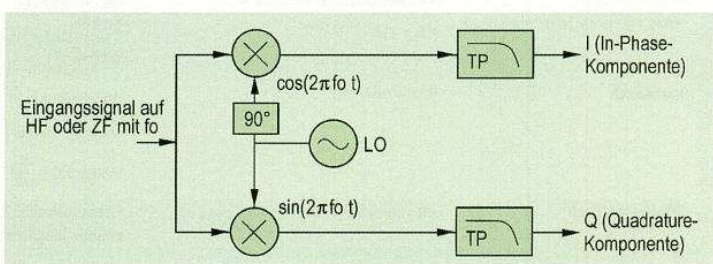 I (In-Phase-
Komponente)
TP
cos(2πfo t)
Eingangssignal auf
HF oder ZF mit fo
90°
LO
sin(2πfo t)
TP
Q (Quadrature-
Komponente)